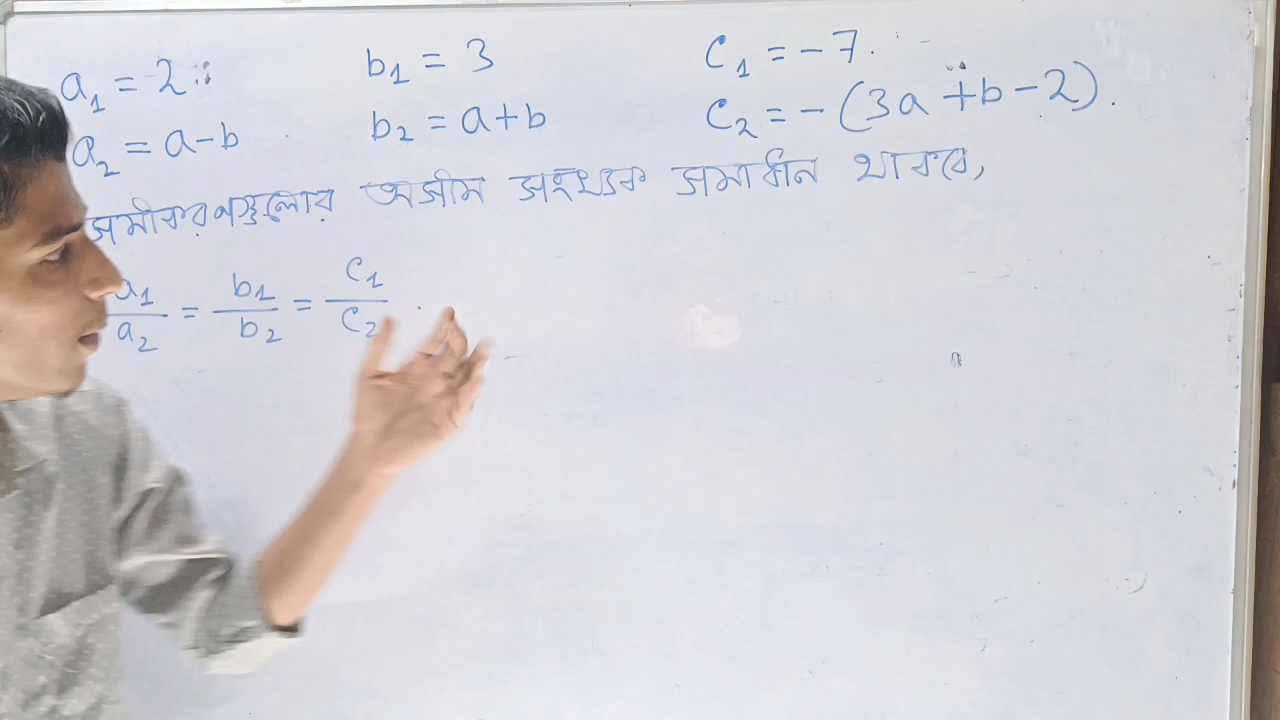 a₁ = 2 b₁ = 3 c₁ = -7.
a₂ = a-b b₂ = a+b c₂ = -(3a+b-2).
সমীকরণগুলোর অসীম সংখ্যক সমাধান থাকবে,
a₁/a₂ = b₁/b₂ = c₁/c₂